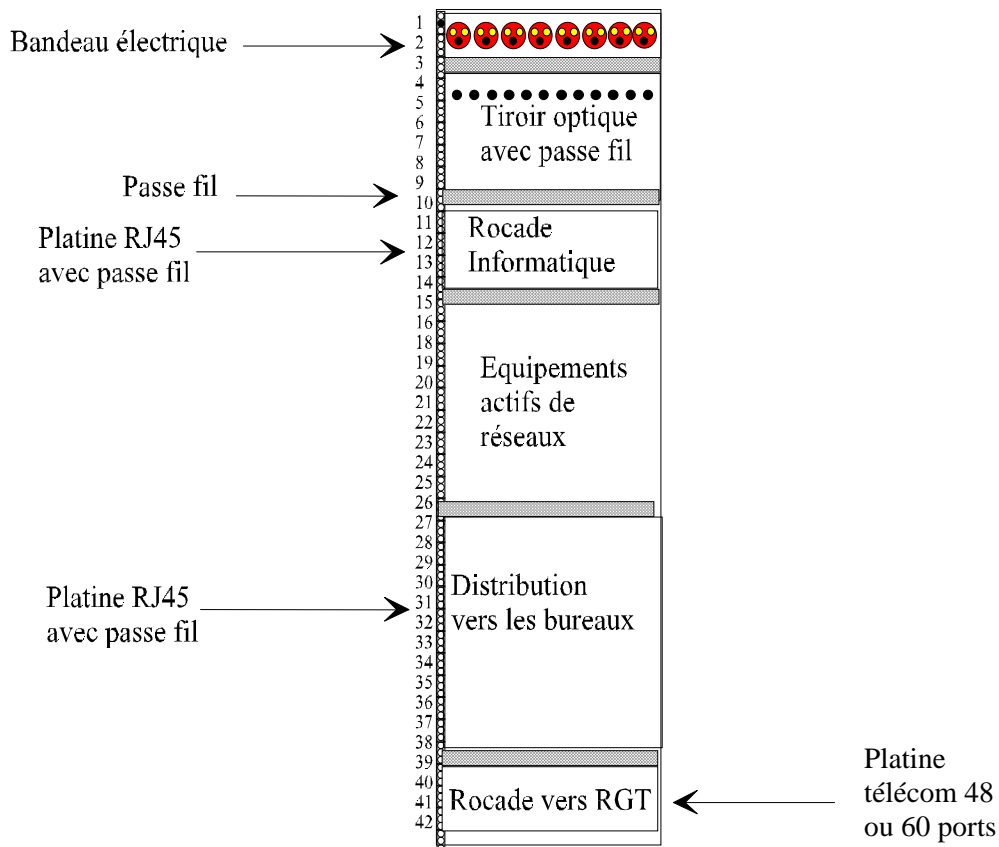 Bandeau électrique
Passe fil
Platine RJ45
avec passe fil
Platine RJ45
avec passe fil
1
2
3
4
5
6
7
8
9
10
11
12
13
14
15
16
18
19
20
21
22
23
24
25
26
27
28
29
30
31
32
33
34
35
36
37
38
39
40
41
42
Tiroir optique
avec passe fil
Rocade
Informatique
Equipements
actifs de
réseaux
Distribution
vers les bureaux
Rocade vers RGT
Platine
télécom 48
ou 60 ports